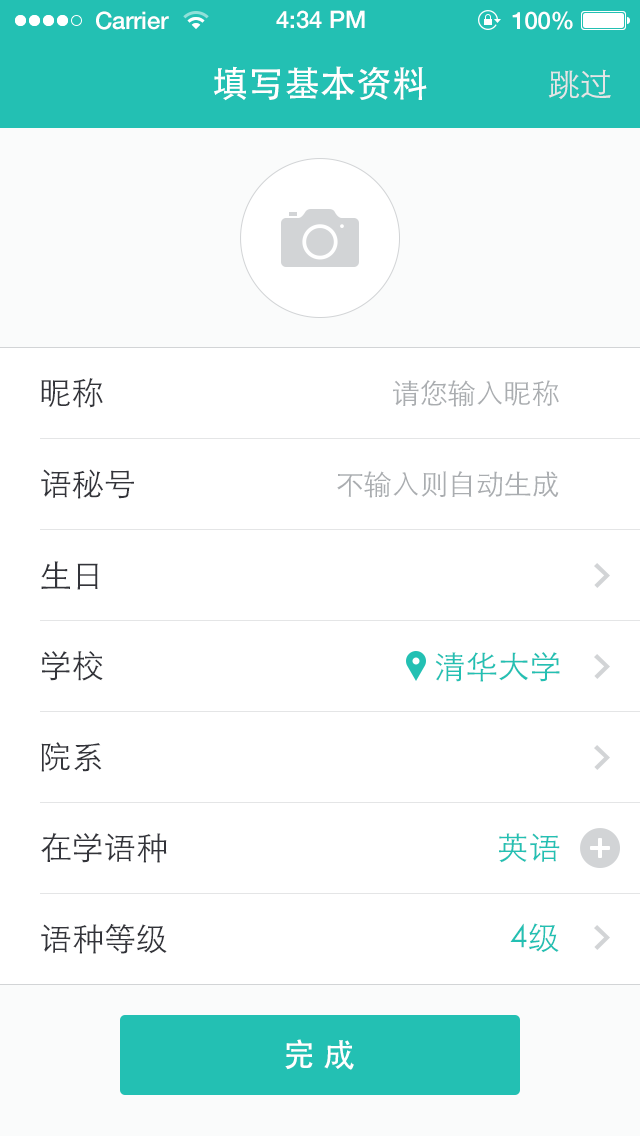 Carrier 4:34 PM 100%
填写基本资料 跳过
昵称 请您输入昵称
语秘号 不输入则自动生成
生日
学校 清华大学
院系
在学语种 英语
语种等级 4级
完成